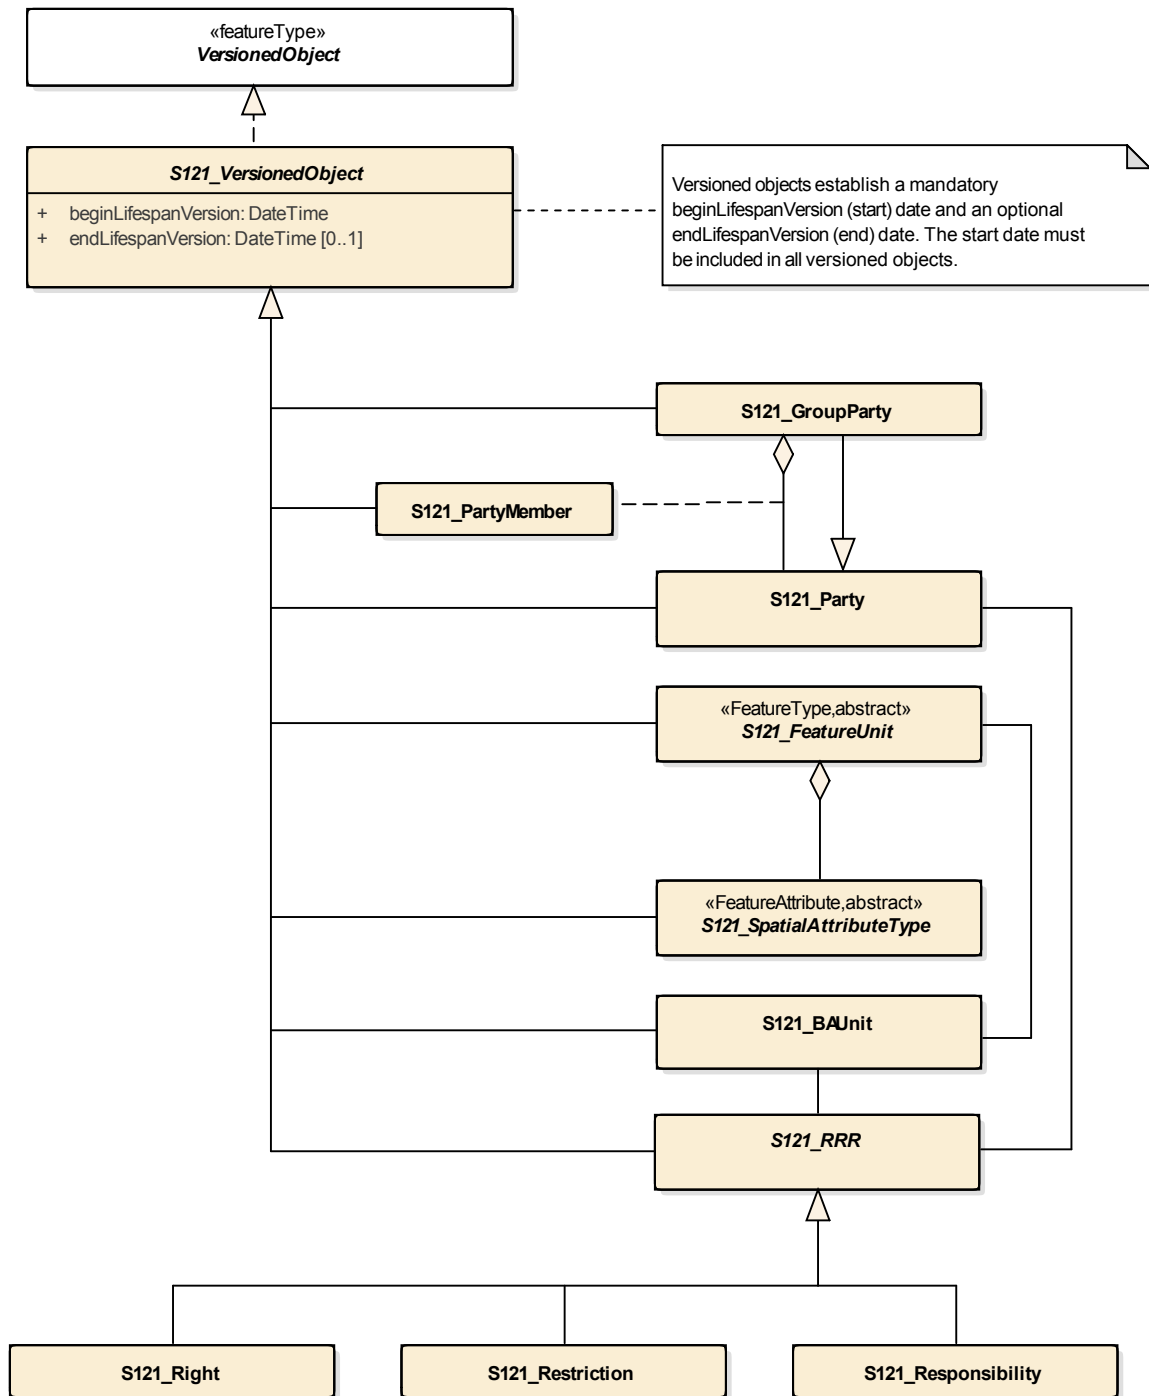 «featureType»
VersionedObject
S121_VersionedObject
+ beginLifespanVersion: DateTime
+ endLifespanVersion: DateTime [0..1]
Versioned objects establish a mandatory
beginLifespanVersion (start) date and an optional
endLifespanVersion (end) date. The start date must
be included in all versioned objects.
S121_GroupParty
S121_PartyMember
S121_Party
«FeatureType,abstract»
S121_FeatureUnit
«FeatureAttribute,abstract»
S121_SpatialAttributeType
S121_BAUnit
S121_RRR
S121_Right
S121_Restriction
S121_Responsibility